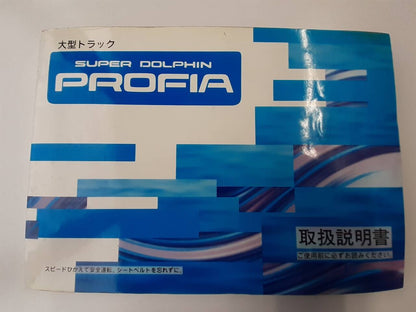 大型トラック
SUPER DOLPHIN
PROFIA
取扱説明書
ご使用前に必ずお読みください
スピードひかえて安全運転、シートベルトを忘れずに。